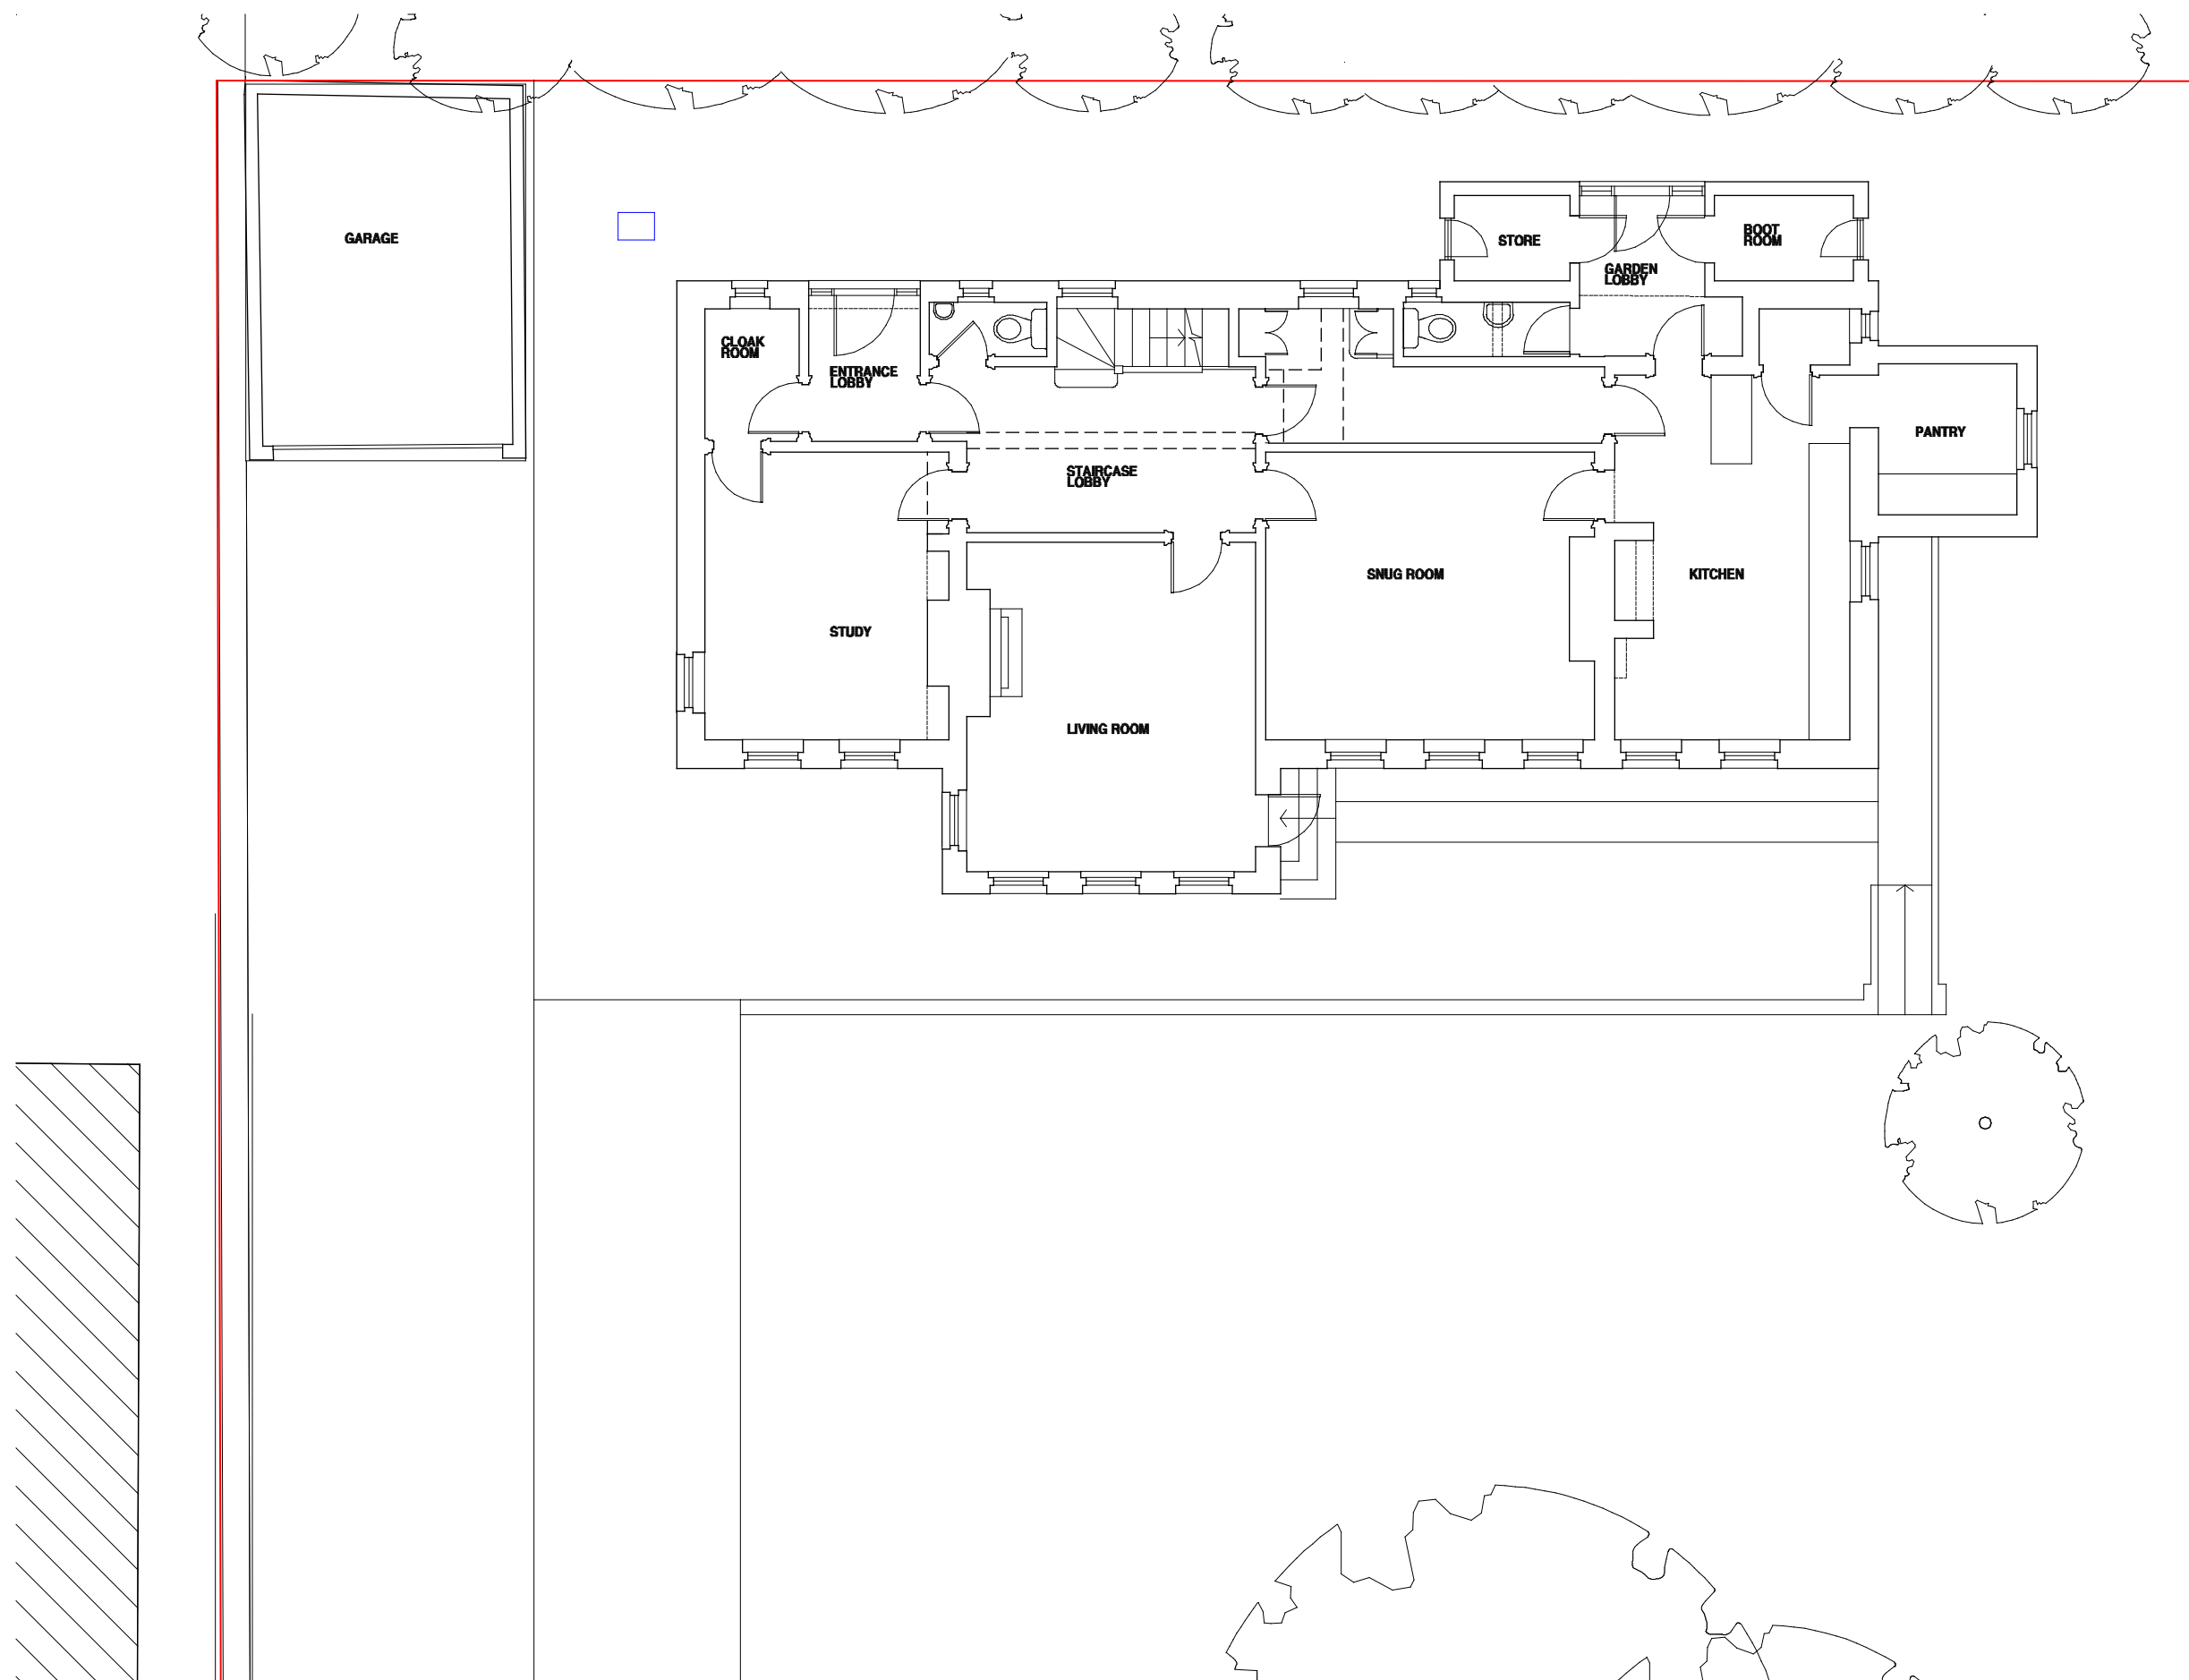 GARAGE
STORE
BOOT
ROOM
GARDEN
LOBBY
CLOAK
ROOM
ENTRANCE
LOBBY
PANTRY
STAIRCASE
LOBBY
SNUG ROOM
KITCHEN
STUDY
LIVING ROOM